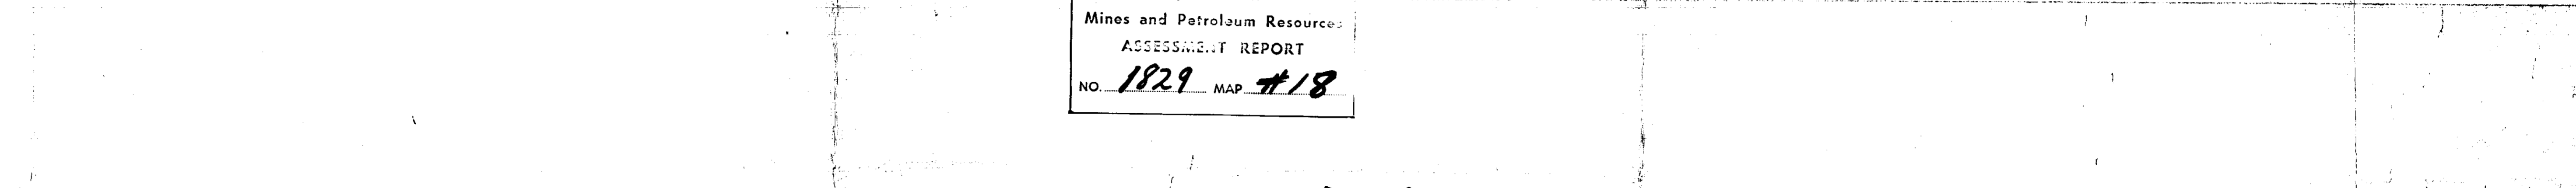 Mines and Petroleum Resources
ASSESSMENT REPORT
NO. 1829 MAP #18